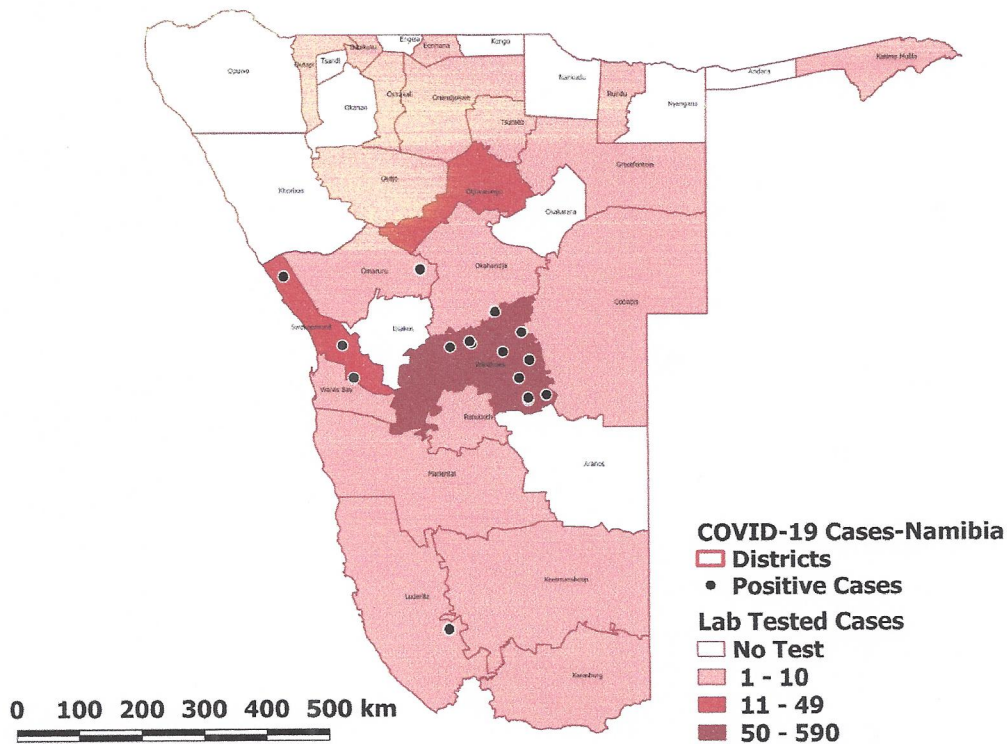 Engela
Eenhana
Kongo
Opuwo
Outapi
Tsandi
Oshakati
Okahao
Onandjokwe
Nankudu
Rundu
Andara
Katima Mulilo
Nyangana
Tsumeb
Grootfontein
Khorixas
Outjo
Otjiwarongo
Okakarara
Omaruru
Okahandja
Gobabis
Swakopmund
Usakos
Windhoek
Walvis Bay
Rehoboth
Aranos
Mariental
Luderitz
Keetmanshoop
Karasburg
COVID-19 Cases-Namibia
Districts
Positive Cases
Lab Tested Cases
No Test
1 - 10
11 - 49
50 - 590
0 100 200 300 400 500 km